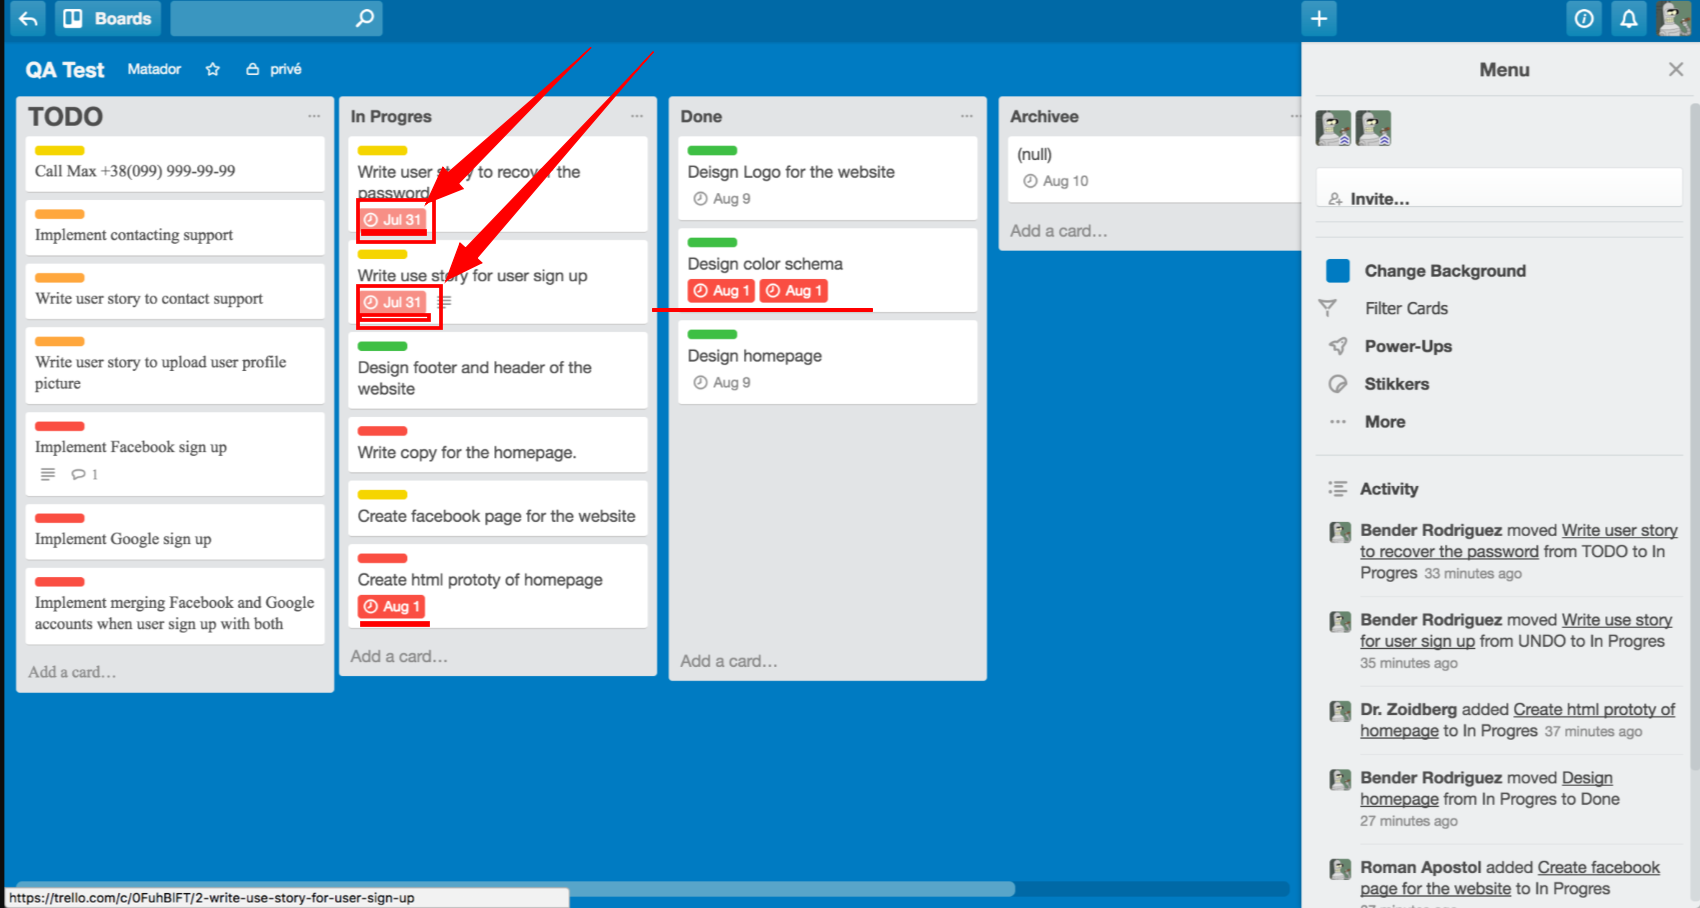 Boards
QA Test Matador privé
TODO
Call Max +38(099) 999-99-99
Implement contacting support
Write user story to contact support
Write user story to upload user profile
picture
Implement Facebook sign up
1
Implement Google sign up
Implement merging Facebook and Google
accounts when user sign up with both
Add a card…
In Progres
Write user story to recover the
password
Jul 31
Write use story for user sign up
Jul 31
Design footer and header of the
website
Write copy for the homepage.
Create facebook page for the website
Create html prototy of homepage
Aug 1
Add a card…
Done
Deisgn Logo for the website
Aug 9
Design color schema
Aug 1 Aug 1
Design homepage
Aug 9
Add a card…
Archivee
(null)
Aug 10
Add a card…
Menu
Invite…
Change Background
Filter Cards
Power-Ups
Stikkers
More
Activity
Bender Rodriguez moved Write user story
to recover the password from TODO to In
Progres 33 minutes ago
Bender Rodriguez moved Write use story
for user sign up from UNDO to In Progres
35 minutes ago
Dr. Zoidberg added Create html prototy of
homepage to In Progres 37 minutes ago
Bender Rodriguez moved Design
homepage from In Progres to Done
27 minutes ago
Roman Apostol added Create facebook
page for the website to In Progres
https://trello.com/c/0FuhBlFT/2-write-use-story-for-user-sign-up